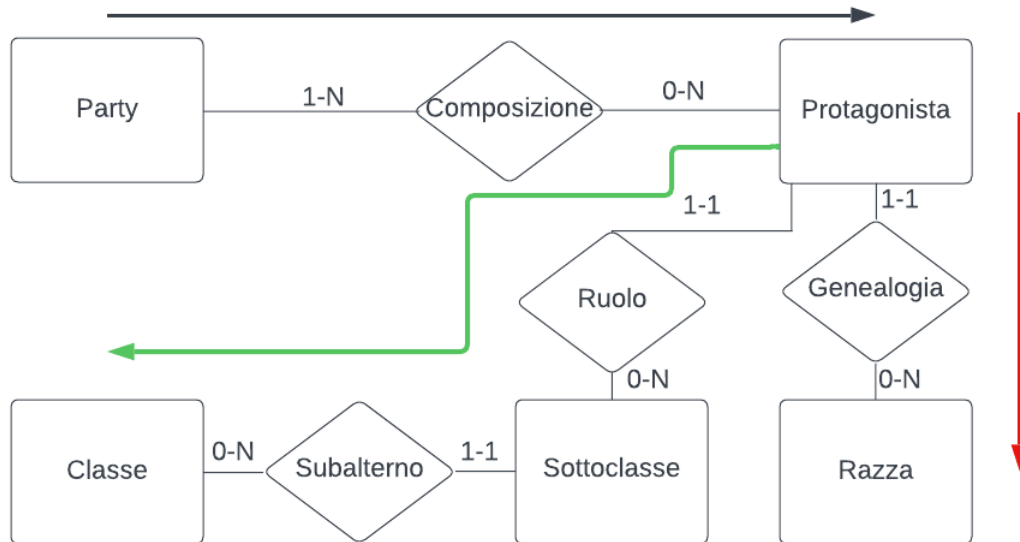 Party
1-N
Composizione
0-N
Protagonista
1-1
1-1
Ruolo
Genealogia
0-N
0-N
Classe
0-N
Subalterno
1-1
Sottoclasse
Razza